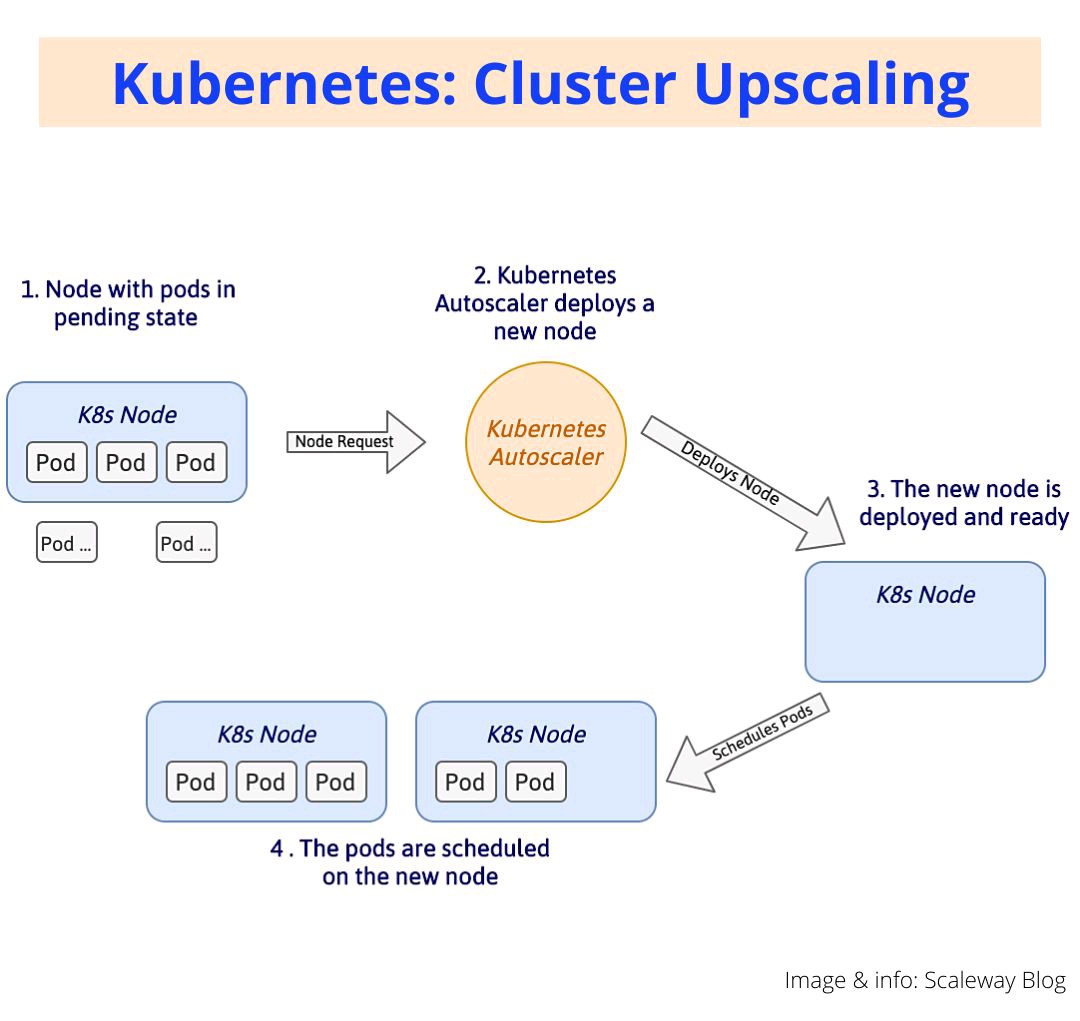 Kubernetes: Cluster Upscaling
1. Node with pods in
pending state
K8s Node
Pod Pod Pod
Pod ... Pod ...
Node Request
2. Kubernetes
Autoscaler deploys a
new node
Kubernetes
Autoscaler
Deploys Node
3. The new node is
deployed and ready
K8s Node
Schedules Pods
K8s Node
Pod Pod Pod
K8s Node
Pod Pod
4 . The pods are scheduled
on the new node
Image & info: Scaleway Blog